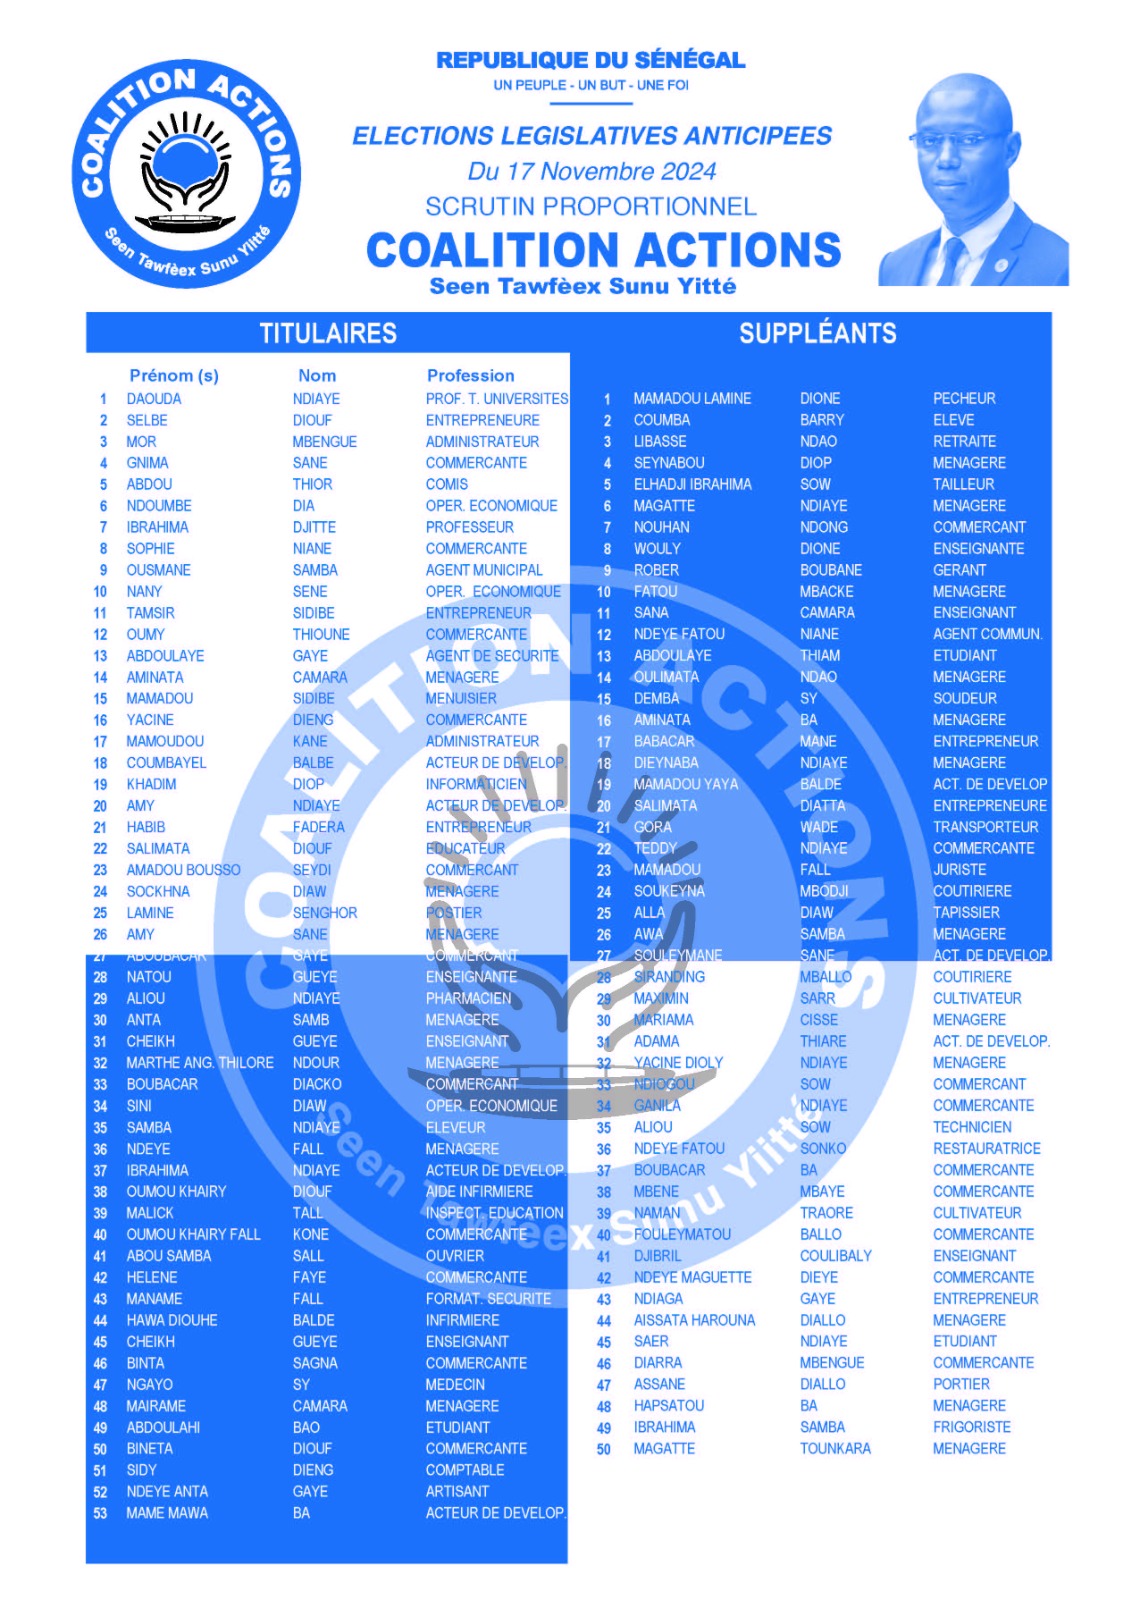 COALITION ACTIONS
Seen Tawfèex Sunu Yiitté
REPUBLIQUE DU SÉNÉGAL
UN PEUPLE - UN BUT - UNE FOI
ELECTIONS LEGISLATIVES ANTICIPEES
Du 17 Novembre 2024
SCRUTIN PROPORTIONNEL
COALITION ACTIONS
Seen Tawfèex Sunu Yitté
TITULAIRES
Prénom (s) Nom Profession
1 DAOUDA NDIAYE PROF. T. UNIVERSITES
2 SELBE DIOUF ENTREPRENEURE
3 MOR MBENGUE ADMINISTRATEUR
4 GNIMA SANE COMMERCANTE
5 ABDOU THIOR COMIS
6 NDOUMBE DIA OPER. ECONOMIQUE
7 IBRAHIMA DJITTE PROFESSEUR
8 SOPHIE NIANE COMMERCANTE
9 OUSMANE SAMBA AGENT MUNICIPAL
10 NANY SENE OPER. ECONOMIQUE
11 TAMSIR SIDIBE ENTREPRENEUR
12 OUMY THIOUNE COMMERCANTE
13 ABDOULAYE GAYE AGENT DE SECURITE
14 AMINATA CAMARA MENAGERE
15 MAMADOU SIDIBE MENUISIER
16 YACINE DIENG COMMERCANTE
17 MAMOUDOU KANE ADMINISTRATEUR
18 COUMBAYEL BALBE ACTEUR DE DEVELOP.
19 KHADIM DIOP INFORMATICIEN
20 AMY NDIAYE ACTEUR DE DEVELOP.
21 HABIB FADERA ENTREPRENEUR
22 SALIMATA DIOUF EDUCATEUR
23 AMADOU BOUSSO SEYDI COMMERCANT
24 SOCKHNA DIAW MENAGERE
25 LAMINE SENGHOR POSTIER
26 AMY SANE MENAGERE
27 ABOUBACAR GAYE COMMERCANT
28 NATOU GUEYE ENSEIGNANTE
29 ALIOU NDIAYE PHARMACIEN
30 ANTA SAMB MENAGERE
31 CHEIKH GUEYE ENSEIGNANT
32 MARTHE ANG. THILORE NDOUR MENAGERE
33 BOUBACAR DIACKO COMMERCANT
34 SINI DIAW OPER. ECONOMIQUE
35 SAMBA NDIAYE ELEVEUR
36 NDEYE FALL MENAGERE
37 IBRAHIMA NDIAYE ACTEUR DE DEVELOP.
38 OUMOU KHAIRY DIOUF AIDE INFIRMIERE
39 MALICK TALL INSPECT. EDUCATION
40 OUMOU KHAIRY FALL KONE COMMERCANTE
41 ABOU SAMBA SALL OUVRIER
42 HELENE FAYE COMMERCANTE
43 MANAME FALL FORMAT. SECURITE
44 HAWA DIOUHE BALDE INFIRMIERE
45 CHEIKH GUEYE ENSEIGNANT
46 BINTA SAGNA COMMERCANTE
47 NGAYO SY MEDECIN
48 MAIRAME CAMARA MENAGERE
49 ABDOULAHI BAO ETUDIANT
50 BINETA DIOUF COMMERCANTE
51 SIDY DIENG COMPTABLE
52 NDEYE ANTA GAYE ARTISANT
53 MAME MAWA BA ACTEUR DE DEVELOP.
SUPPLÉANTS
1 MAMADOU LAMINE DIONE PECHEUR
2 COUMBA BARRY ELEVE
3 LIBASSE NDAO RETRAITE
4 SEYNABOU DIOP MENAGERE
5 ELHADJI IBRAHIMA SOW TAILLEUR
6 MAGATTE NDIAYE MENAGERE
7 NOUHAN NDONG COMMERCANT
8 WOULY DIONE ENSEIGNANTE
9 ROBER BOUBANE GERANT
10 FATOU MBACKE MENAGERE
11 SANA CAMARA ENSEIGNANT
12 NDEYE FATOU NIANE AGENT COMMUN.
13 ABDOULAYE THIAM ETUDIANT
14 OULIMATA NDAO MENAGERE
15 DEMBA SY SOUDEUR
16 AMINATA BA MENAGERE
17 BABACAR MANE ENTREPRENEUR
18 DIEYNABA NDIAYE MENAGERE
19 MAMADOU YAYA BALDE ACT. DE DEVELOP
20 SALIMATA DIATTA ENTREPRENEURE
21 GORA WADE TRANSPORTEUR
22 TEDDY NDIAYE COMMERCANTE
23 MAMADOU FALL JURISTE
24 SOUKEYNA MBODJI COUTIRIERE
25 ALLA DIAW TAPISSIER
26 AWA SAMBA MENAGERE
27 SOULEYMANE SANE ACT. DE DEVELOP.
28 SIRANDING MBALLO COUTIRIERE
29 MAXIMIN SARR CULTIVATEUR
30 MARIAMA CISSE MENAGERE
31 ADAMA THIARE ACT. DE DEVELOP.
32 YACINE DIOLY NDIAYE MENAGERE
33 NDIOGOU SOW COMMERCANT
34 GANILA NDIAYE COMMERCANTE
35 ALIOU SOW TECHNICIEN
36 NDEYE FATOU SONKO RESTAURATRICE
37 BOUBACAR BA COMMERCANTE
38 MBENE MBAYE COMMERCANTE
39 NAMAN TRAORE CULTIVATEUR
40 FOULEYMATOU BALLO COMMERCANTE
41 DJIBRIL COULIBALY ENSEIGNANT
42 NDEYE MAGUETTE DIEYE COMMERCANTE
43 NDIAGA GAYE ENTREPRENEUR
44 AISSATA HAROUNA DIALLO MENAGERE
45 SAER NDIAYE ETUDIANT
46 DIARRA MBENGUE COMMERCANTE
47 ASSANE DIALLO PORTIER
48 HAPSATOU BA MENAGERE
49 IBRAHIMA SAMBA FRIGORISTE
50 MAGATTE TOUNKARA MENAGERE
COALITION ACTIONS
Seen Tawfèex Sunu Yiitté